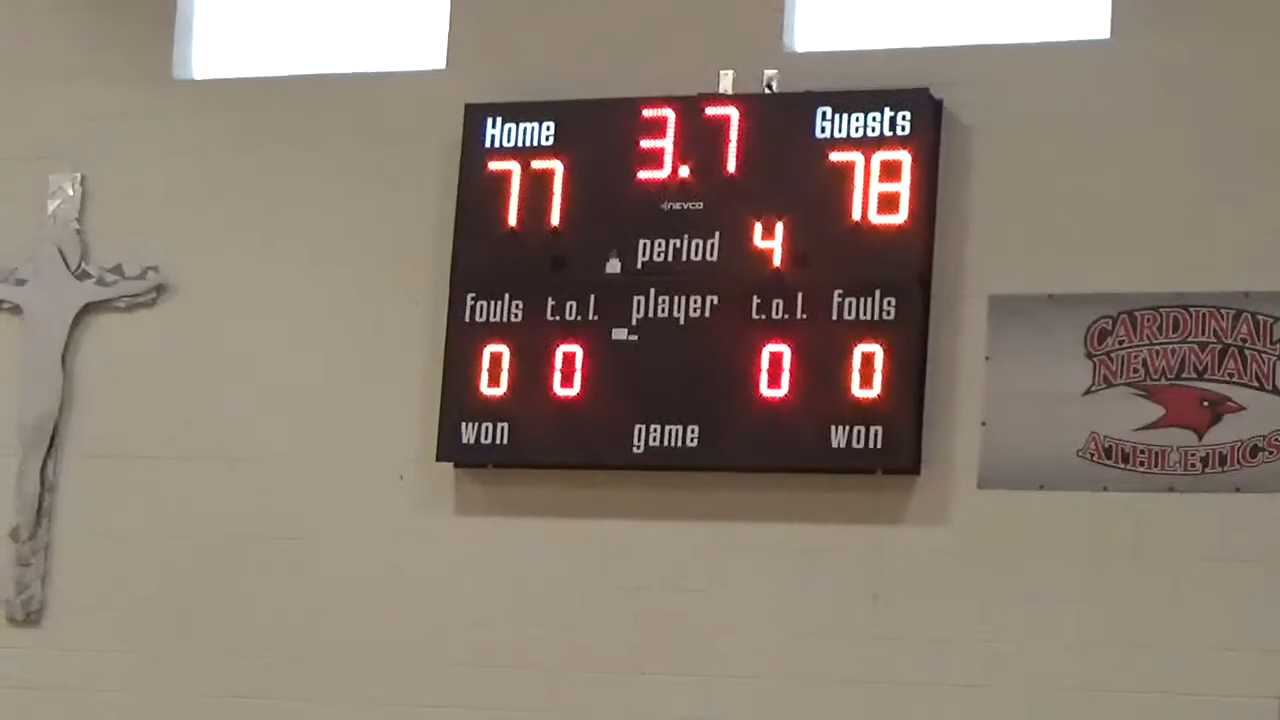 Home 3.7 Guests
77 78
NEVCO
period 4
fouls t.o.l. player t.o.l. fouls
0 0 0 0
won game won
CARDINAL
NEWMAN
ATHLETICS